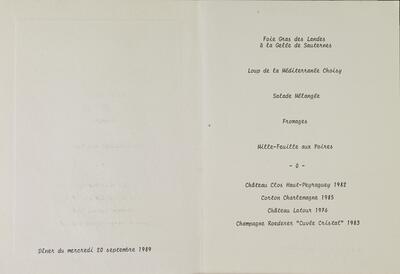 Dîner du mercredi 20 septembre 1989
Foie Gras des Landes
à la Gelée de Sauternes
Loup de la Méditerranée Choisy
Salade Mélangée
Fromages
Mille-Feuille aux Poires
- 0 -
Château Clos Haut-Peyraguey 1982
Corton Charlemagne 1985
Château Latour 1976
Champagne Roederer "Cuvée Cristal" 1983